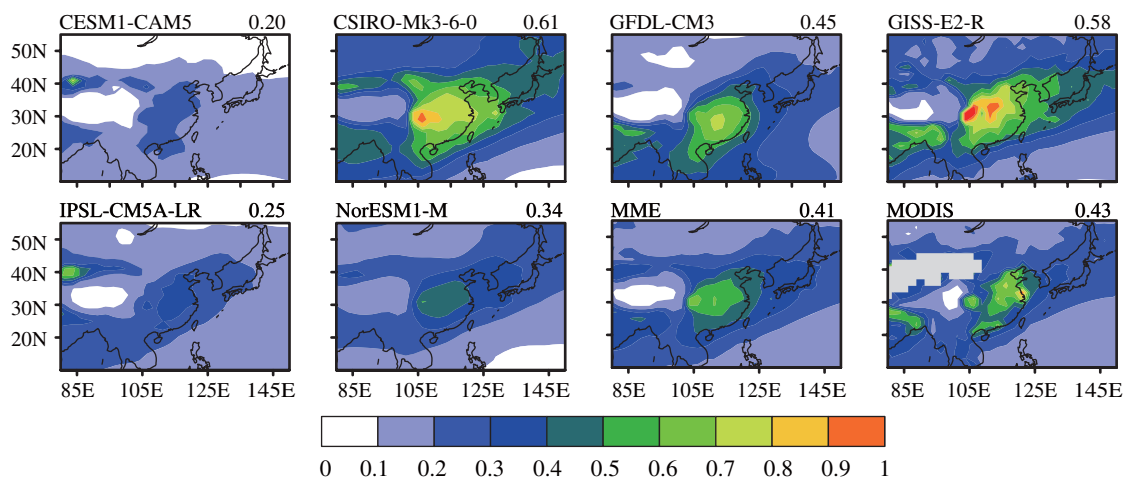 CESM1-CAM5 0.20 CSIRO-Mk3-6-0 0.61 GFDL-CM3 0.45 GISS-E2-R 0.58
50N
40N
30N
20N
IPSL-CM5A-LR 0.25 NorESM1-M 0.34 MME 0.41 MODIS 0.43
50N
40N
30N
20N
85E 105E 125E 145E 85E 105E 125E 145E 85E 105E 125E 145E 85E 105E 125E 145E
0 0.1 0.2 0.3 0.4 0.5 0.6 0.7 0.8 0.9 1